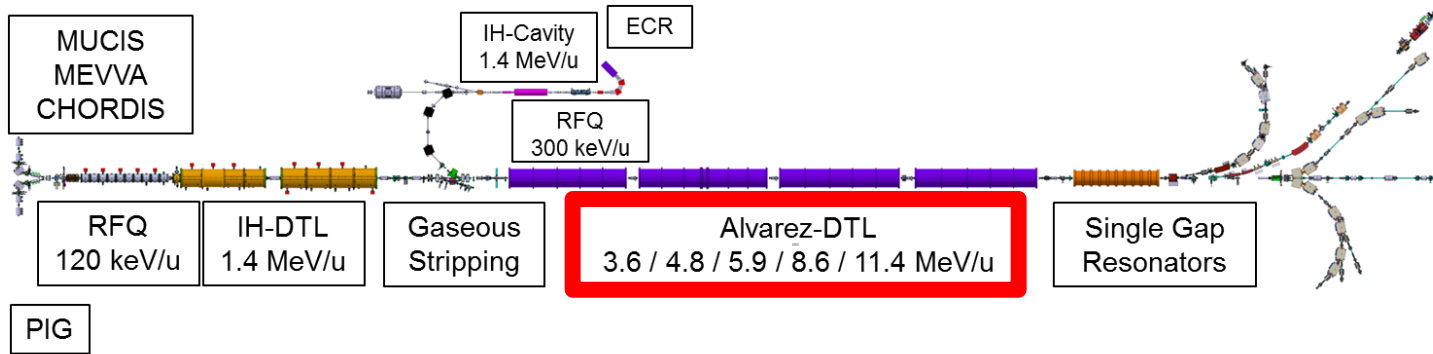 MUCIS
MEVVA
CHORDIS
IH-Cavity
1.4 MeV/u
ECR
RFQ
300 keV/u
RFQ
120 keV/u
IH-DTL
1.4 MeV/u
Gaseous
Stripping
Alvarez-DTL
3.6 / 4.8 / 5.9 / 8.6 / 11.4 MeV/u
Single Gap
Resonators
PIG